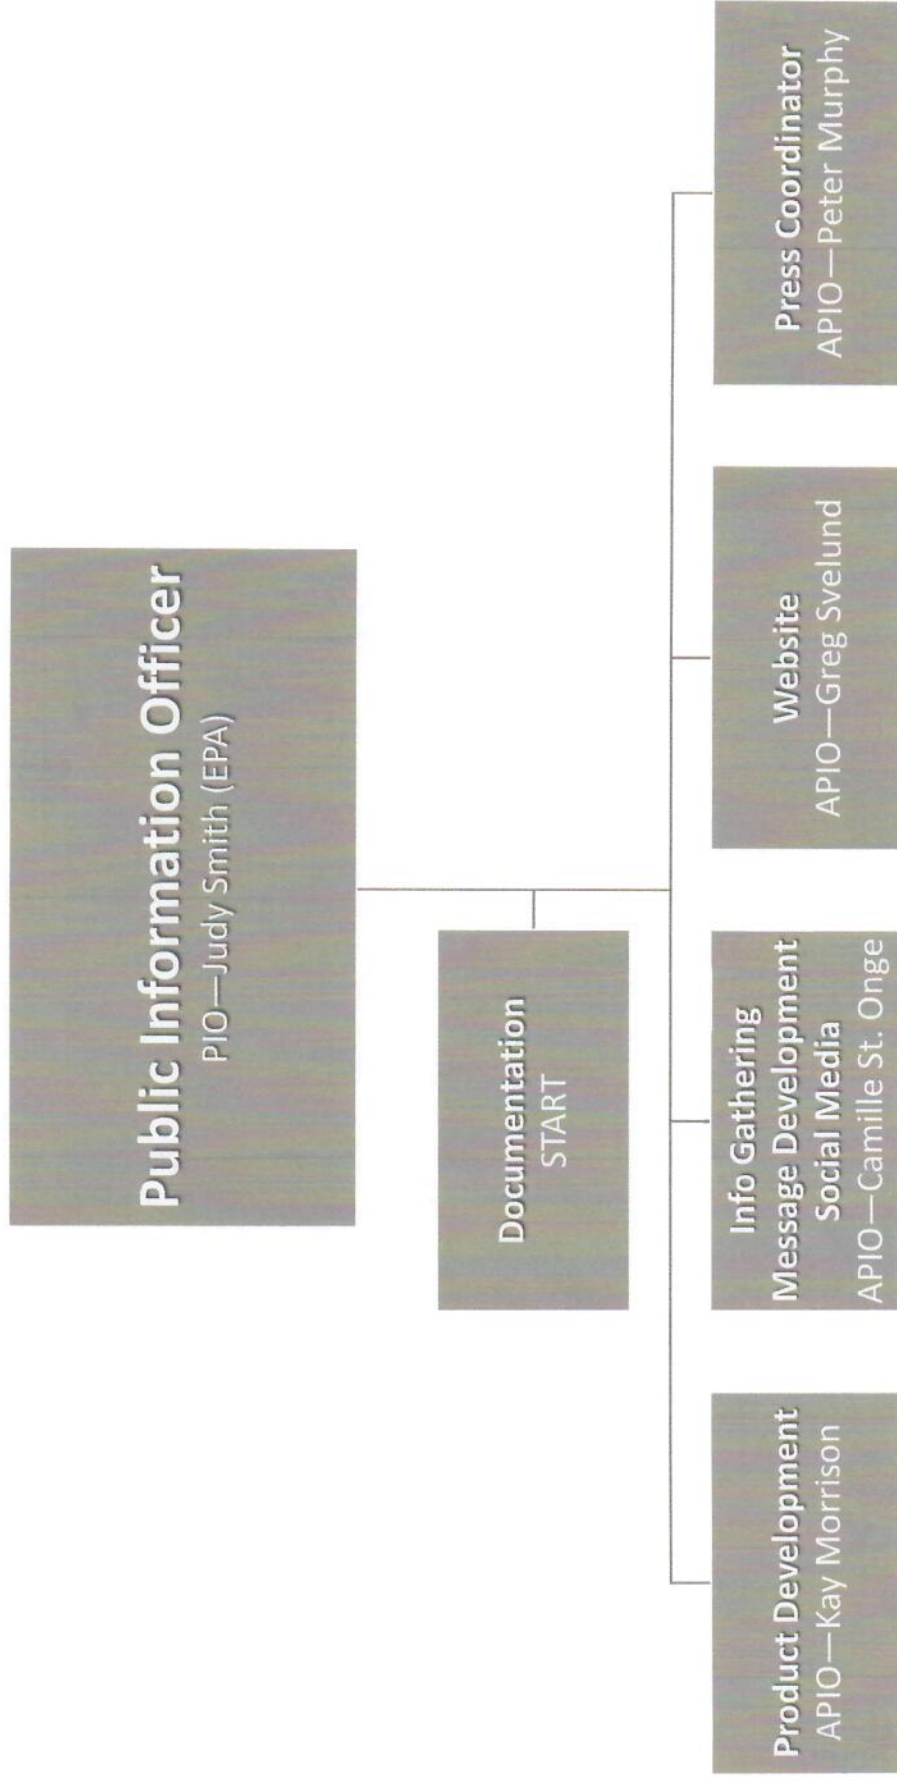 Public Information Officer
PIO—Judy Smith (EPA)
Documentation
START
Product Development
APIO—Kay Morrison
Info Gathering
Message Development
Social Media
APIO—Camille St. Onge
Website
APIO—Greg Svelund
Press Coordinator
APIO—Peter Murphy